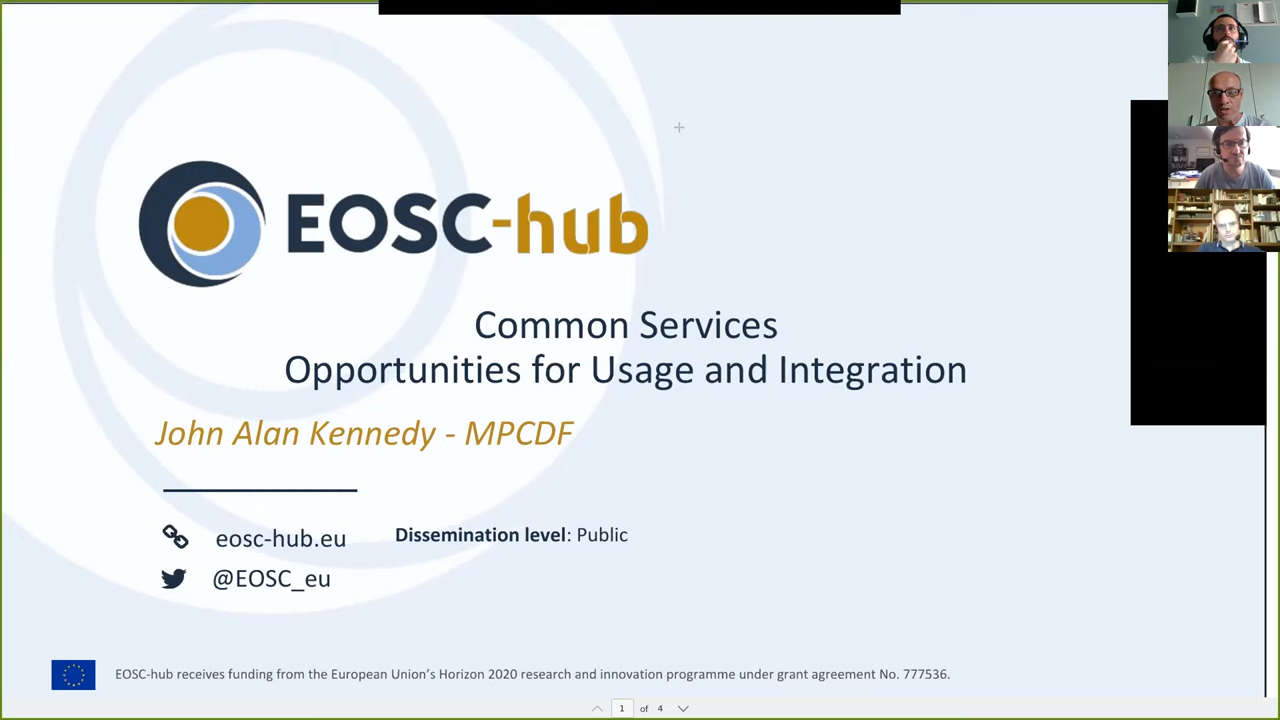 EOSC-hub
Common Services
Opportunities for Usage and Integration
John Alan Kennedy - MPCDF
eosc-hub.eu
Dissemination level: Public
@EOSC_eu
EOSC-hub receives funding from the European Union's Horizon 2020 research and innovation programme under grant agreement No. 777536.
1 of 4